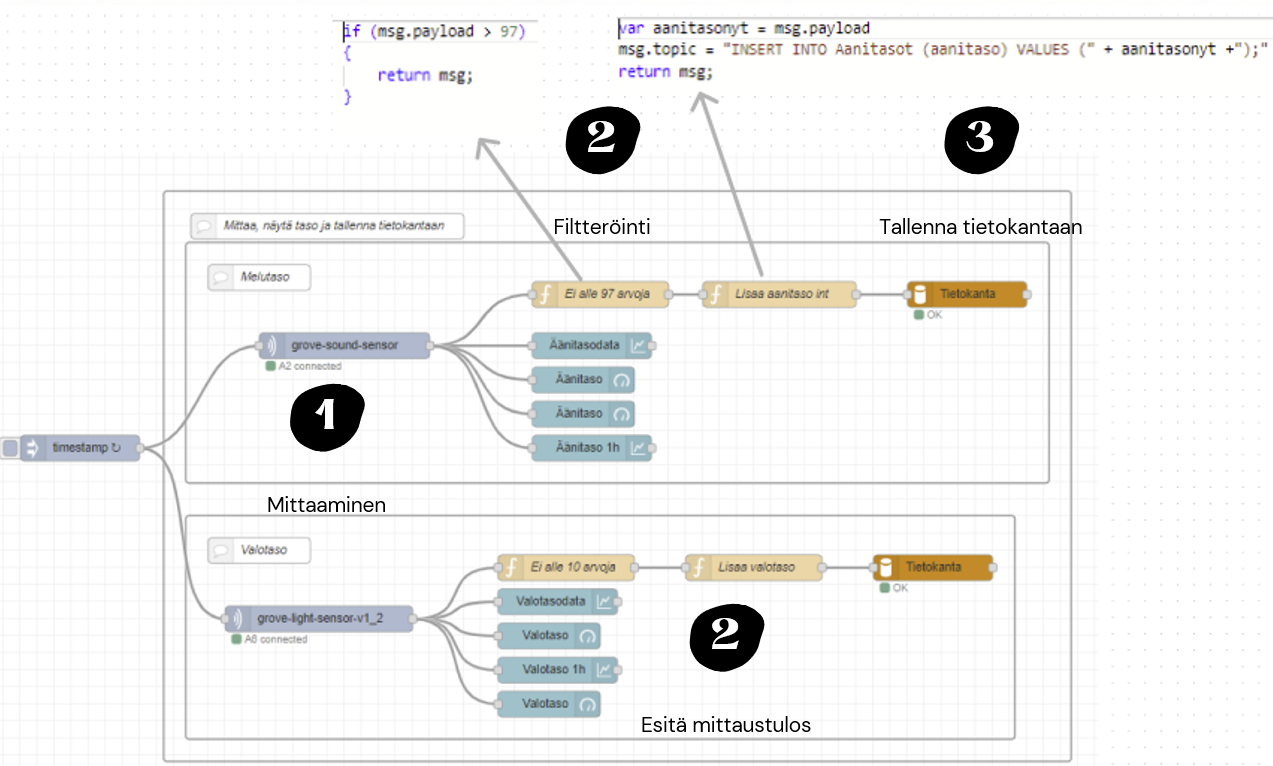 if (msg.payload > 97)
{
return msg;
}
var aanitasonyt = msg.payload
msg.topic = "INSERT INTO Aanitasot (aanitaso) VALUES (" + aanitasonyt +");"
return msg;
2
3
Mittaa, näytä taso ja tallenna tietokantaan
Filtteröinti
Tallenna tietokantaan
Melutaso
Ei alle 97 arvoja
Lisaa aanitaso int
Tietokanta
OK
grove-sound-sensor
A2 connected
Äänitasodata
Äänitaso
Äänitaso
Äänitaso 1h
1
timestamp ↻
Mittaaminen
Valotaso
Ei alle 10 arvoja
Lisaa valotaso
Tietokanta
OK
grove-light-sensor-v1_2
A6 connected
Valotasodata
Valotaso
Valotaso 1h
Valotaso
2
Esitä mittaustulos